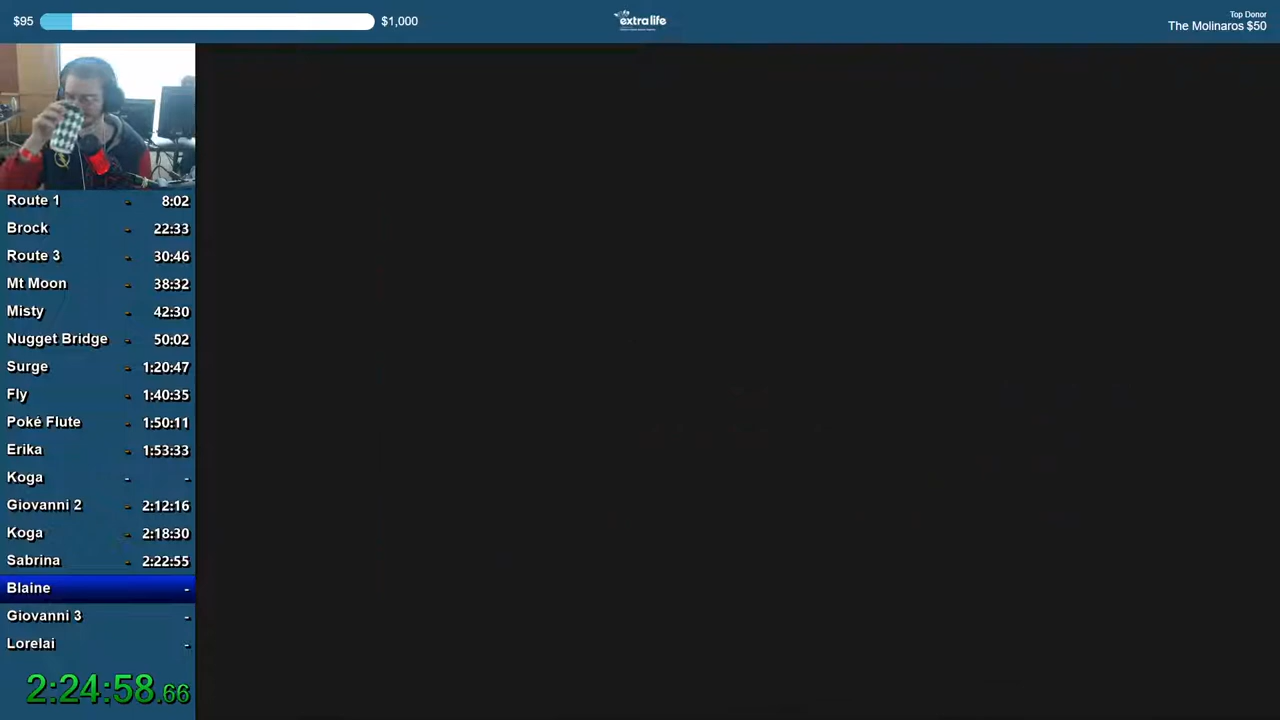 $95
$1,000
extralife
Top Donor
The Molinaros $50
Route 1 - 8:02
Brock - 22:33
Route 3 - 30:46
Mt Moon - 38:32
Misty - 42:30
Nugget Bridge - 50:02
Surge - 1:20:47
Fly - 1:40:35
Poké Flute - 1:50:11
Erika - 1:53:33
Koga - -
Giovanni 2 - 2:12:16
Koga - 2:18:30
Sabrina - 2:22:55
Blaine -
Giovanni 3 -
Lorelai -
2:24:58.66